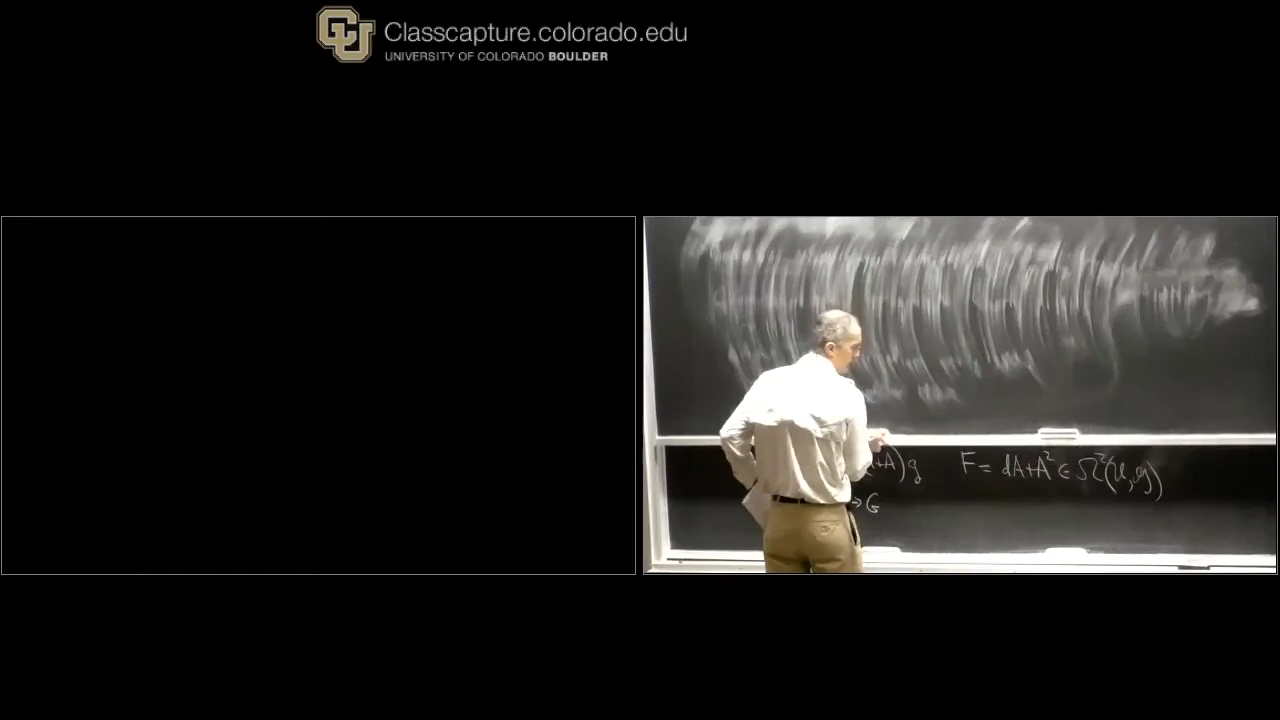 Classcapture.colorado.edu
UNIVERSITY OF COLORADO BOULDER
+A)g F = dA+A² ∈ Ω²(U, g)
→ G